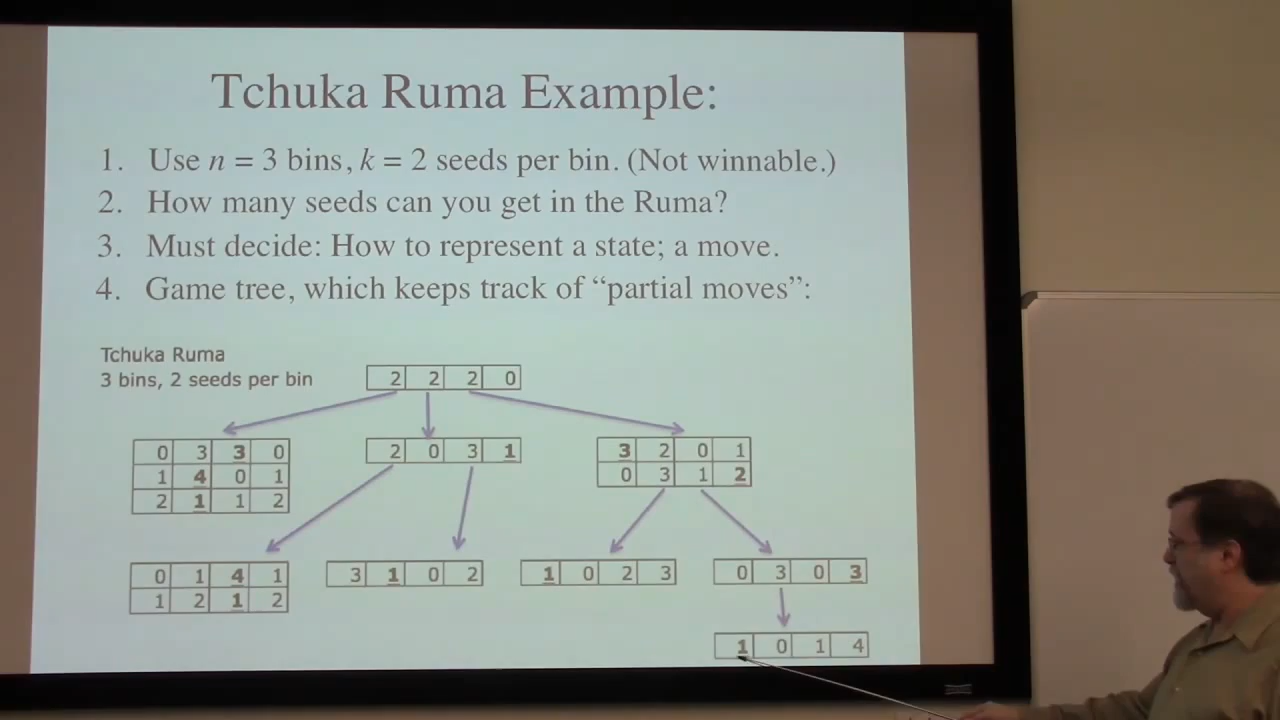 Tchuka Ruma Example:
1. Use n = 3 bins, k = 2 seeds per bin. (Not winnable.)
2. How many seeds can you get in the Ruma?
3. Must decide: How to represent a state; a move.
4. Game tree, which keeps track of “partial moves”:
Tchuka Ruma
3 bins, 2 seeds per bin
2 2 2 0
0 3 3 0
1 4 0 1
2 1 1 2
2 0 3 1
3 2 0 1
0 3 1 2
0 1 4 1
1 2 1 2
3 1 0 2
1 0 2 3
0 3 0 3
1 0 1 4